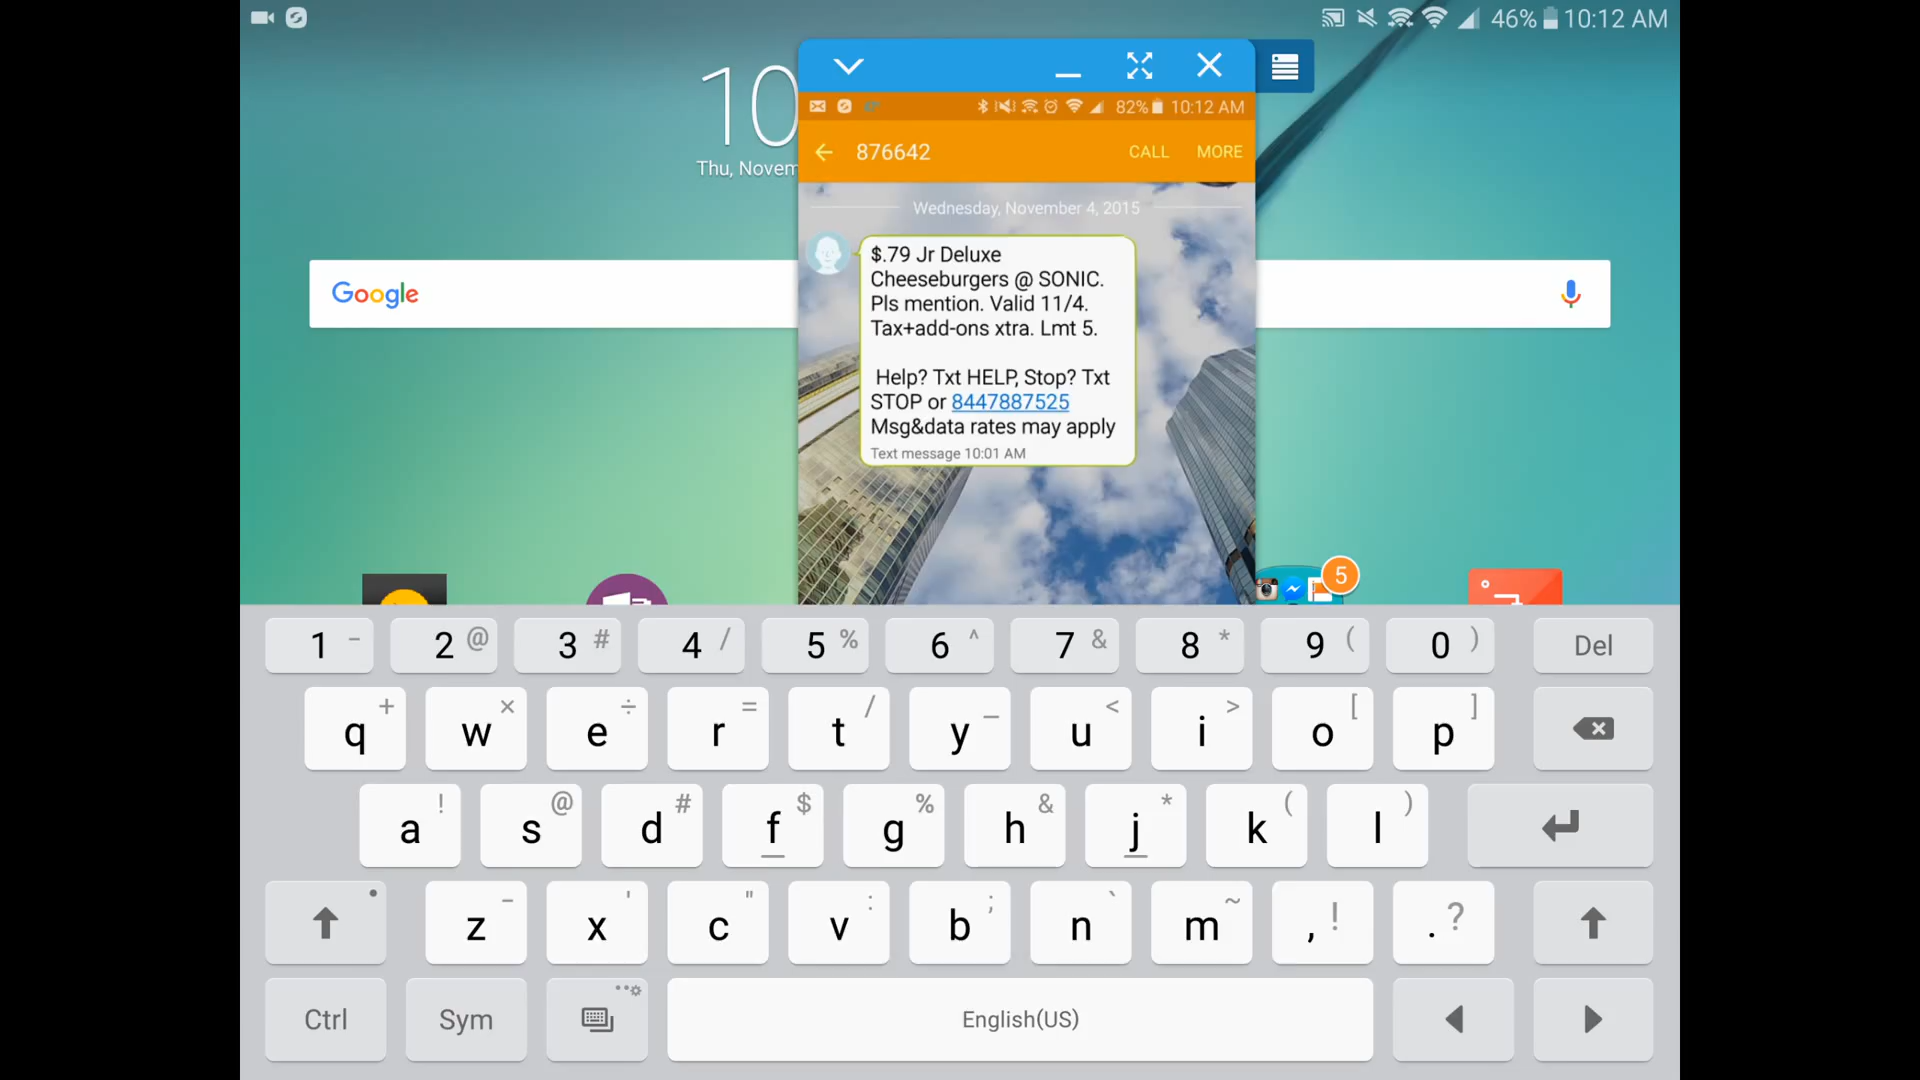 46% 10:12 AM
10
Thu, Novem
82% 10:12 AM
876642
CALL MORE
Wednesday, November 4, 2015
$.79 Jr Deluxe
Cheeseburgers @ SONIC.
Pls mention. Valid 11/4.
Tax+add-ons xtra. Lmt 5.
Help? Txt HELP, Stop? Txt
STOP or 8447887525
Msg&data rates may apply
Text message 10:01 AM
Google
5
1 - 2 @ 3 # 4 / 5 % 6 ^ 7 & 8 * 9 ( 0 ) Del
q + w × e ÷ r = t / y _ u < i > o [ p ]
a ! s @ d # f $ g % h & j * k ( l )
z - x ' c " v : b ; n ` m ~ , ! . ?
Ctrl Sym English(US)